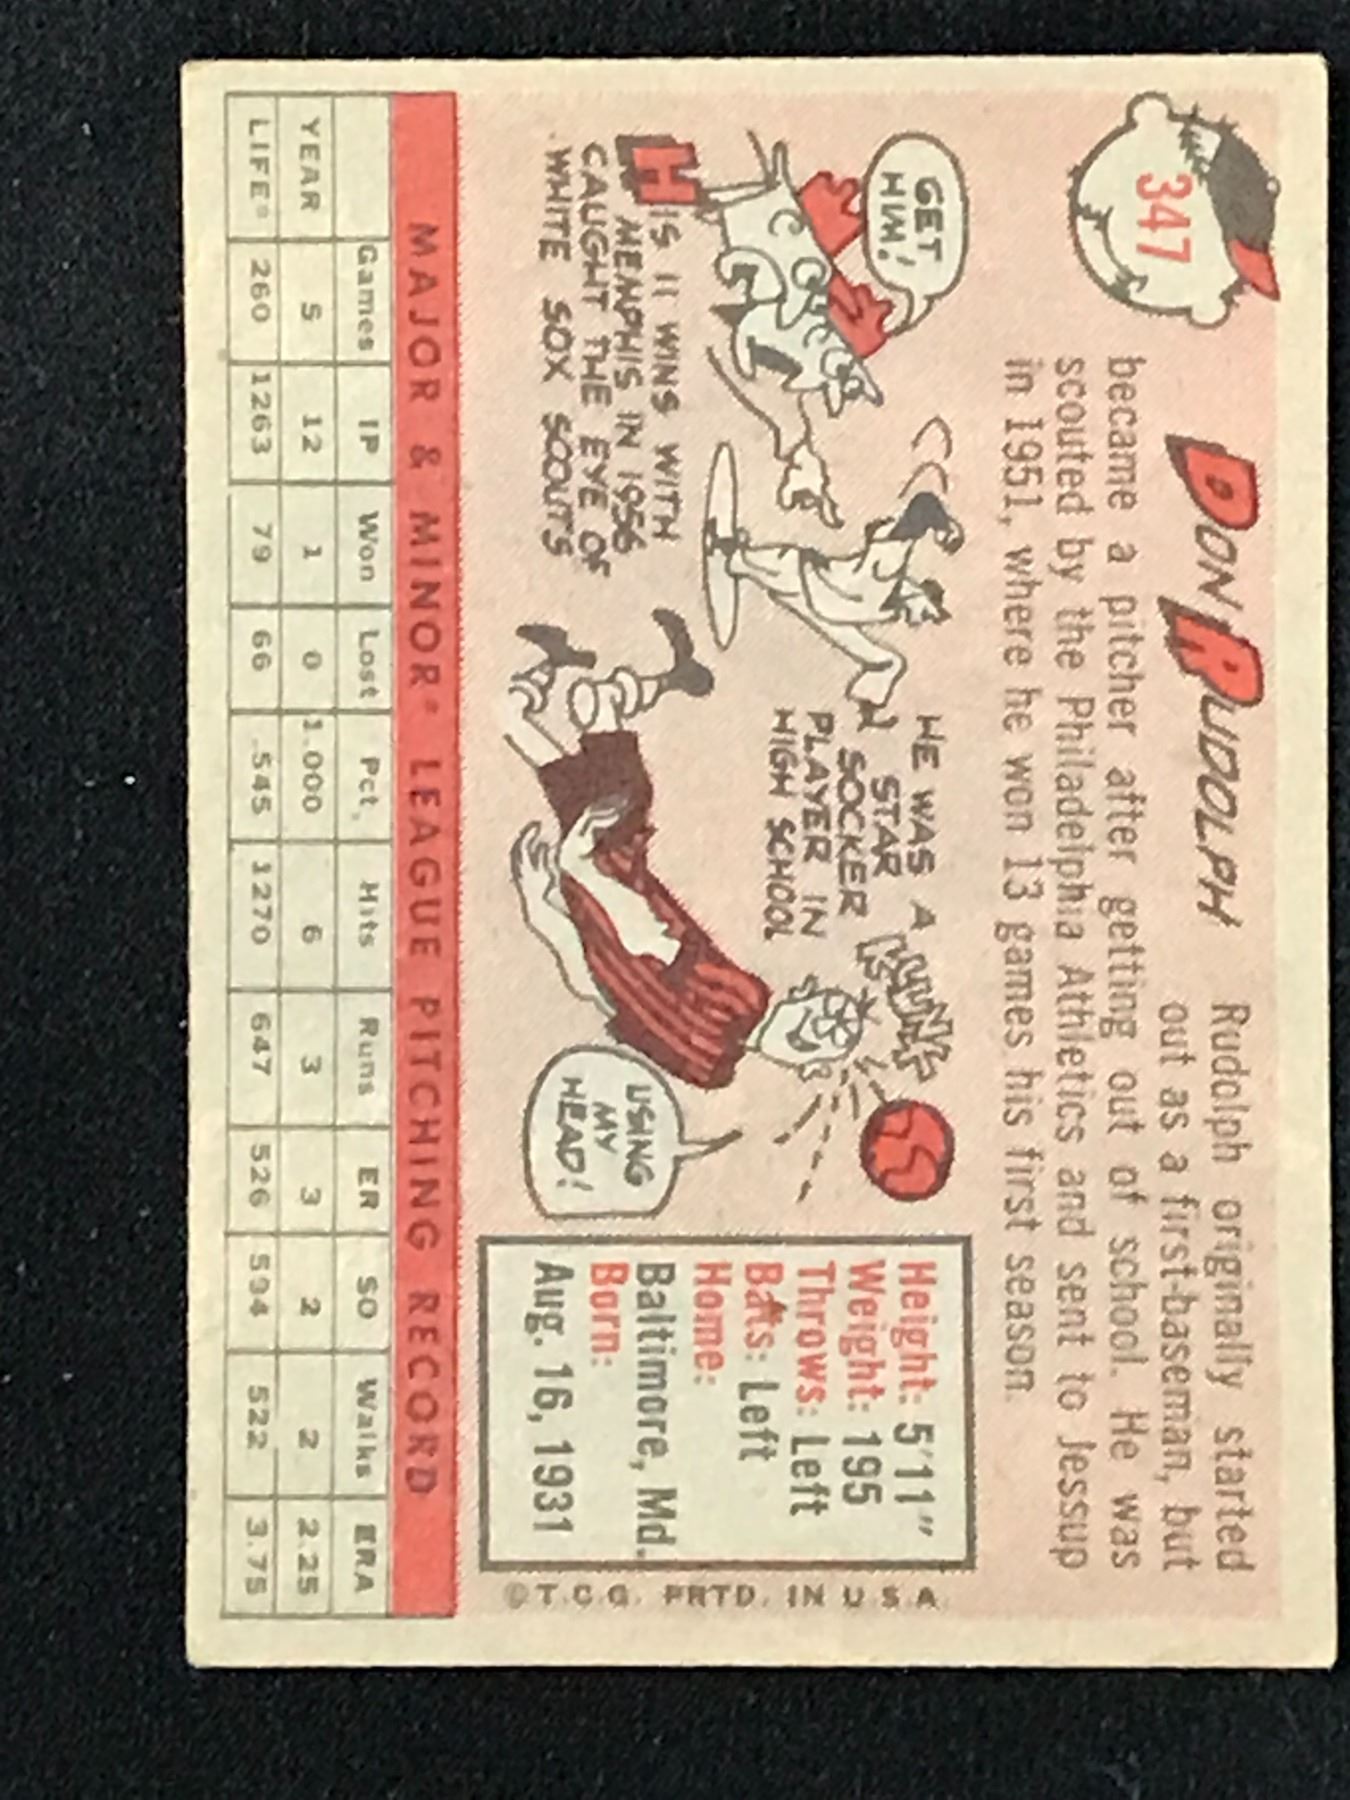 347
DON RUDOLPH
Rudolph originally started
out as a first-baseman, but
became a pitcher after getting out of school. He was
scouted by the Philadelphia Athletics and sent to Jessup
in 1951, where he won 13 games his first season.
GET
HIM!
HIS 11 WINS WITH
MEMPHIS IN 1956
CAUGHT THE EYE OF
WHITE SOX SCOUTS
HE WAS A
STAR
SOCKER
PLAYER IN
HIGH SCHOOL
USING
MY
HEAD!
Height: 5'11"
Weight: 195
Throws: Left
Bats: Left
Home:
Baltimore, Md.
Born:
Aug. 16, 1931
© T.C.G. PRTD. IN U.S.A.
MAJOR & MINOR* LEAGUE PITCHING RECORD
Games IP Won Lost Pct. Hits Runs ER SO Walks ERA
YEAR 5 12 1 0 1.000 6 3 3 2 2 2.25
LIFE* 260 1263 79 66 .545 1270 647 526 594 522 3.75